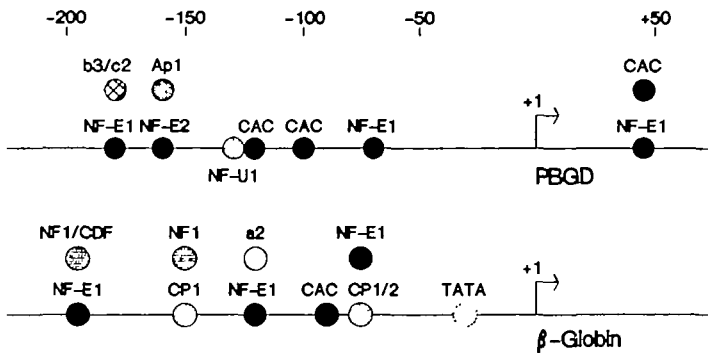 -200 -150 -100 -50 +50
b3/c2 Ap1 CAC
+1
NF-E1 NF-E2 CAC CAC NF-E1 NF-E1
NF-U1 PBGD
NF1/CDF NF1 a2 NF-E1
+1
NF-E1 CP1 NF-E1 CAC CP1/2 TATA
β-Globin